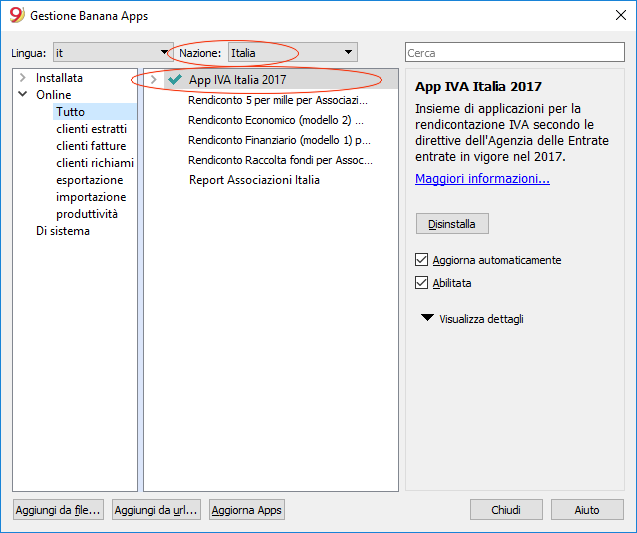 Gestione Banana Apps
Lingua: it Nazione: Italia Cerca
Installata
Online
Tutto
clienti estratti
clienti fatture
clienti richiami
esportazione
importazione
produttività
Di sistema
App IVA Italia 2017
Rendiconto 5 per mille per Associazi...
Rendiconto Economico (modello 2) ...
Rendiconto Finanziario (modello 1) p...
Rendiconto Raccolta fondi per Assoc...
Report Associazioni Italia
App IVA Italia 2017
Insieme di applicazioni per la
rendicontazione IVA secondo le
direttive dell'Agenzia delle Entrate
entrate in vigore nel 2017.
Maggiori informazioni...
Disinstalla
Aggiorna automaticamente
Abilitata
Visualizza dettagli
Aggiungi da file... Aggiungi da url... Aggiorna Apps Chiudi Aiuto